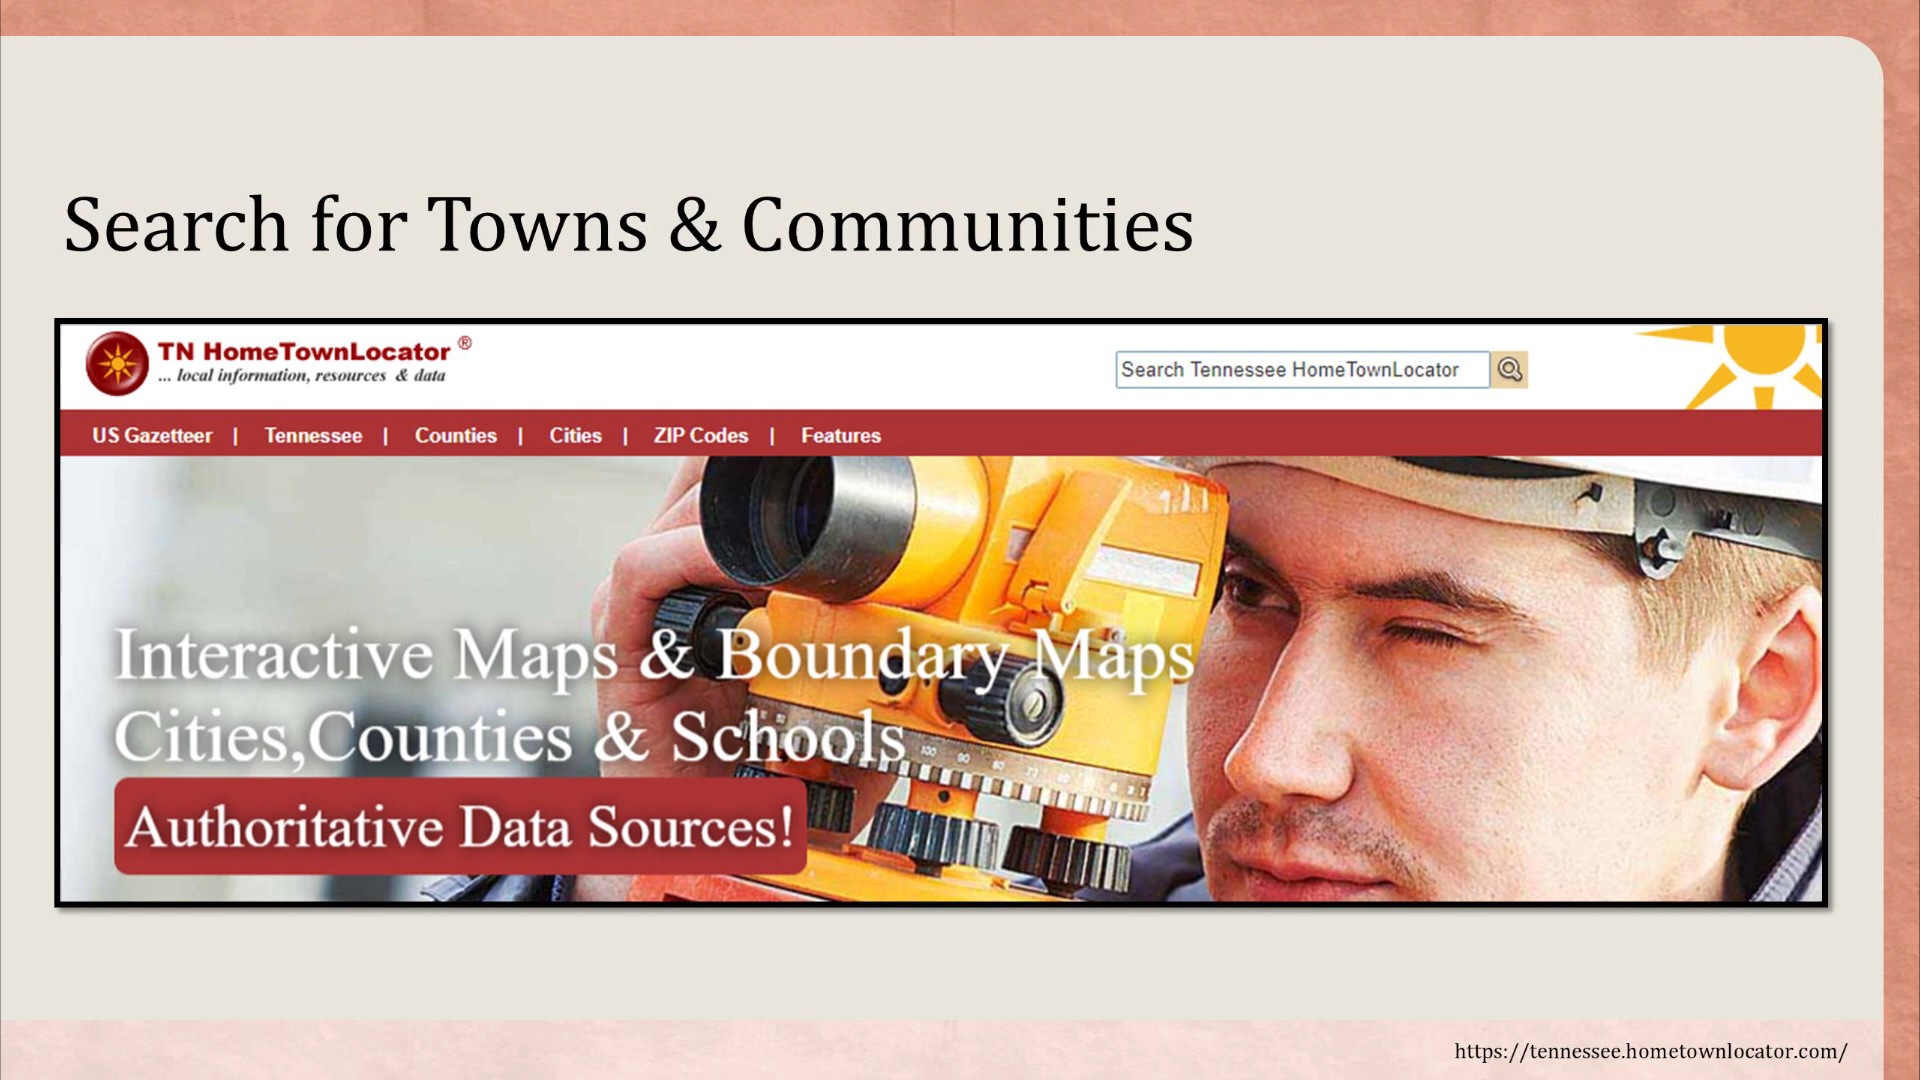 Search for Towns & Communities
TN HomeTownLocator ®
... local information, resources & data
Search Tennessee HomeTownLocator
US Gazetteer | Tennessee | Counties | Cities | ZIP Codes | Features
Interactive Maps & Boundary Maps
Cities,Counties & Schools
Authoritative Data Sources!
https://tennessee.hometownlocator.com/